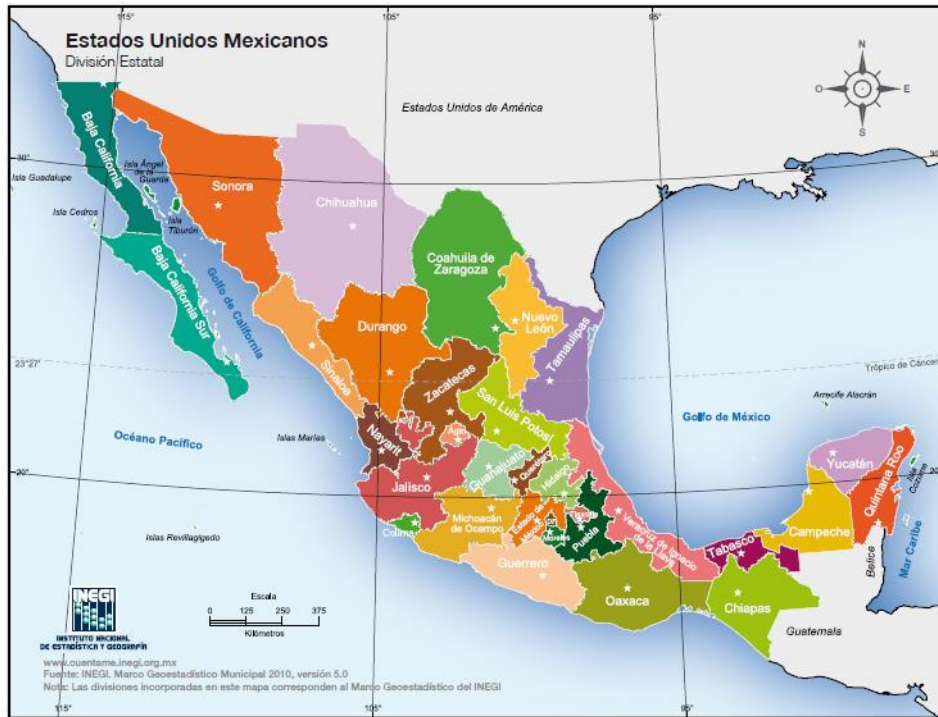 115°
105°
95°
Estados Unidos Mexicanos
División Estatal
N
O
E
S
Estados Unidos de América
30°
30
Isla Guadalupe
Isla Ángel
de la
Guarda
Isla Cedros
Isla
Tiburón
Baja California
Sonora
Chihuahua
Coahuila de
Zaragoza
Baja California Sur
Golfo de California
Nuevo
León
Durango
Sinaloa
Tamaulipas
23°27'
Trópico de Cáncer
Zacatecas
San Luis Potosí
Arrecife Alacrán
Golfo de México
Océano Pacífico
Islas Marías
Nayarit
Ags.
Yucatán
Quintana Roo
Isla
20°
20
Jalisco
Guanajuato
Querétaro
Hidalgo
Michoacán
de Ocampo
Estado de
México
DF
Morelos
Puebla
Veracruz de Ignacio
de la Llave
Colima
Campeche
Tabasco
Islas Revillagigedo
Guerrero
Oaxaca
Chiapas
Belice
Mar Caribe
Guatemala
INEGI
INSTITUTO NACIONAL
DE ESTADÍSTICA Y GEOGRAFÍA
Escala
0 125 250 375
Kilómetros
www.cuentame.inegi.org.mx
Fuente: INEGI. Marco Geoestadístico Municipal 2010, versión 5.0
Nota: Las divisiones incorporadas en este mapa corresponden al Marco Geoestadístico del INEGI
105°
95°